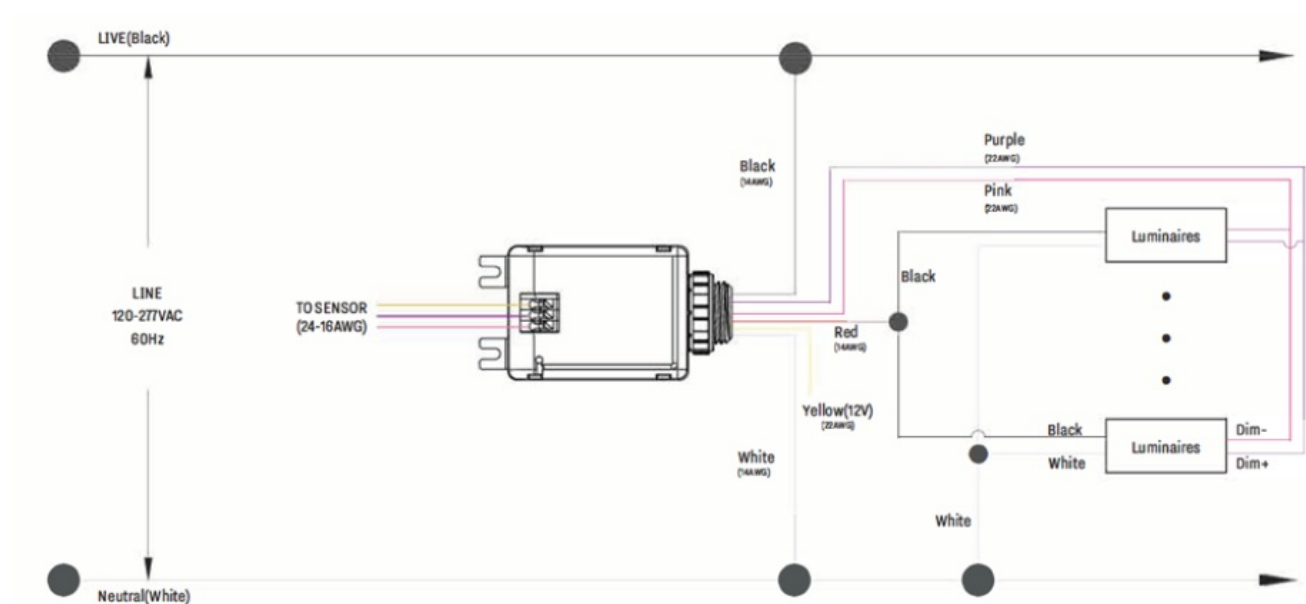 LIVE(Black)
Purple
(22AWG)
Black
(14AWG)
Pink
(22AWG)
Luminaires
Black
LINE
120-277VAC
60Hz
TO SENSOR
(24-16AWG)
Red
(14AWG)
Yellow(12V)
(22AWG)
Black
White
Luminaires
Dim-
Dim+
White
(14AWG)
White
Neutral(White)